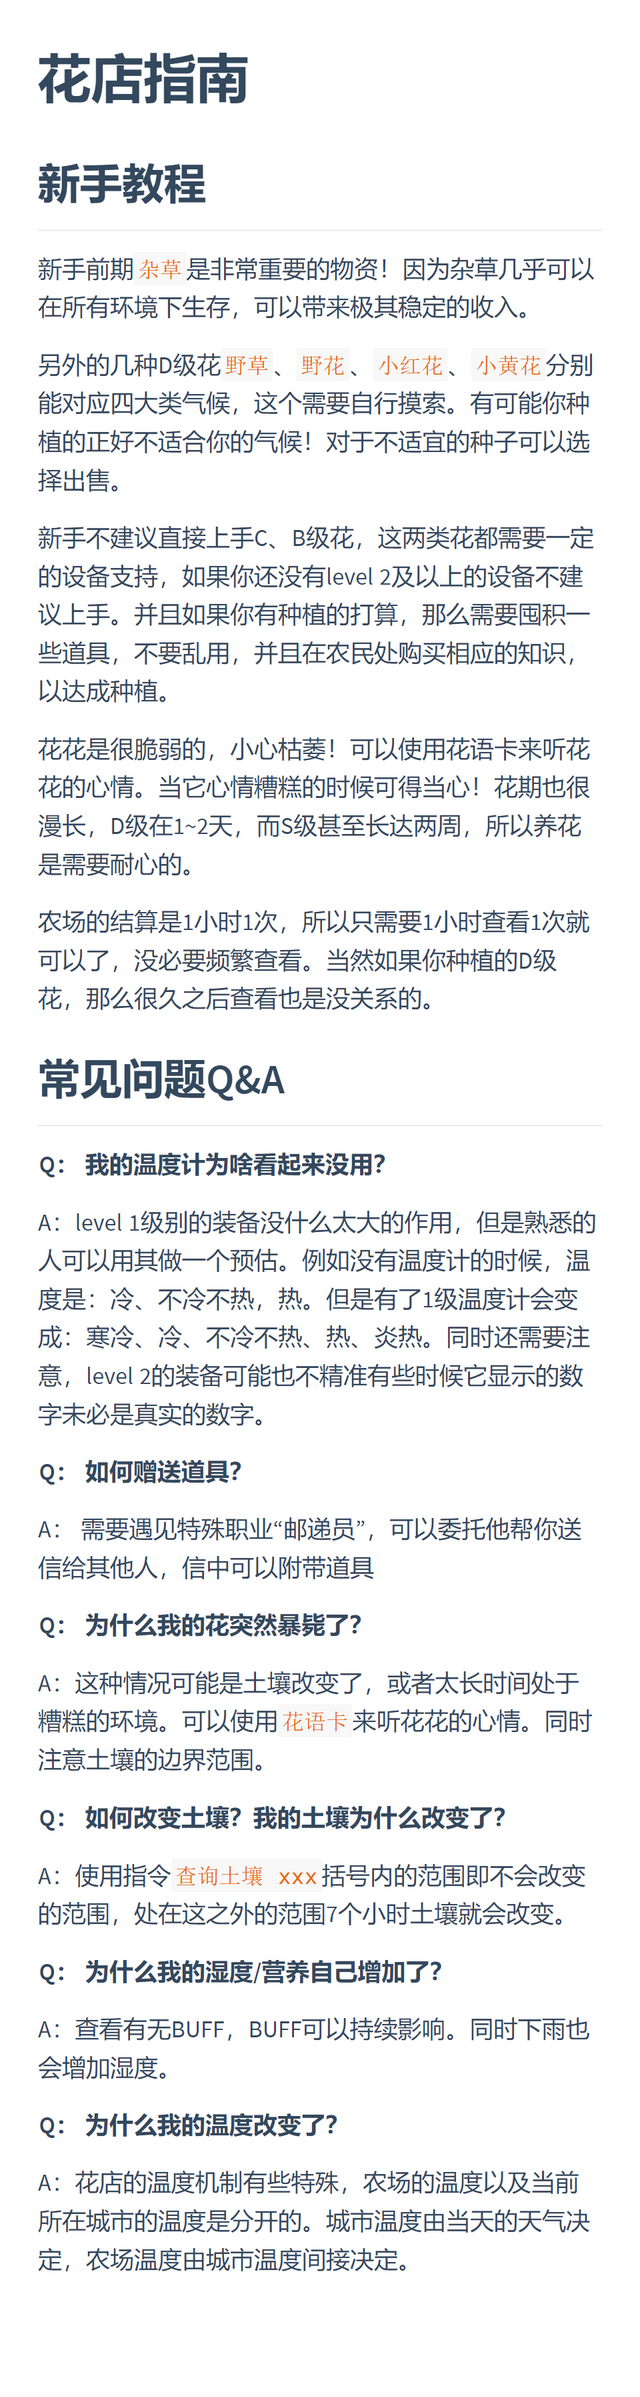 花店指南
新手教程
新手前期杂草是非常重要的物资！因为杂草几乎可以
在所有环境下生存，可以带来极其稳定的收入。
另外的几种D级花野草、野花、小红花、小黄花分别
能对应四大类气候，这个需要自行摸索。有可能你种
植的正好不适合你的气候！对于不适宜的种子可以选
择出售。
新手不建议直接上手C、B级花，这两类花都需要一定
的设备支持，如果你还没有level 2及以上的设备不建
议上手。并且如果你有种植的打算，那么需要囤积一
些道具，不要乱用，并且在农民处购买相应的知识，
以达成种植。
花花是很脆弱的，小心枯萎！可以使用花语卡来听花
花的心情。当它心情糟糕的时候可得当心！花期也很
漫长，D级在1~2天，而S级甚至长达两周，所以养花
是需要耐心的。
农场的结算是1小时1次，所以只需要1小时查看1次就
可以了，没必要频繁查看。当然如果你种植的D级
花，那么很久之后查看也是没关系的。
常见问题Q&A
Q： 我的温度计为啥看起来没用？
A：level 1级别的装备没什么太大的作用，但是熟悉的
人可以用其做一个预估。例如没有温度计的时候，温
度是：冷、不冷不热，热。但是有了1级温度计会变
成：寒冷、冷、不冷不热、热、炎热。同时还需要注
意，level 2的装备可能也不精准有些时候它显示的数
字未必是真实的数字。
Q： 如何赠送道具？
A： 需要遇见特殊职业“邮递员”，可以委托他帮你送
信给其他人，信中可以附带道具
Q： 为什么我的花突然暴毙了？
A：这种情况可能是土壤改变了，或者太长时间处于
糟糕的环境。可以使用花语卡来听花花的心情。同时
注意土壤的边界范围。
Q： 如何改变土壤？我的土壤为什么改变了？
A：使用指令查询土壤 xxx括号内的范围即不会改变
的范围，处在这之外的范围7个小时土壤就会改变。
Q： 为什么我的湿度/营养自己增加了？
A：查看有无BUFF，BUFF可以持续影响。同时下雨也
会增加湿度。
Q： 为什么我的温度改变了？
A：花店的温度机制有些特殊，农场的温度以及当前
所在城市的温度是分开的。城市温度由当天的天气决
定，农场温度由城市温度间接决定。